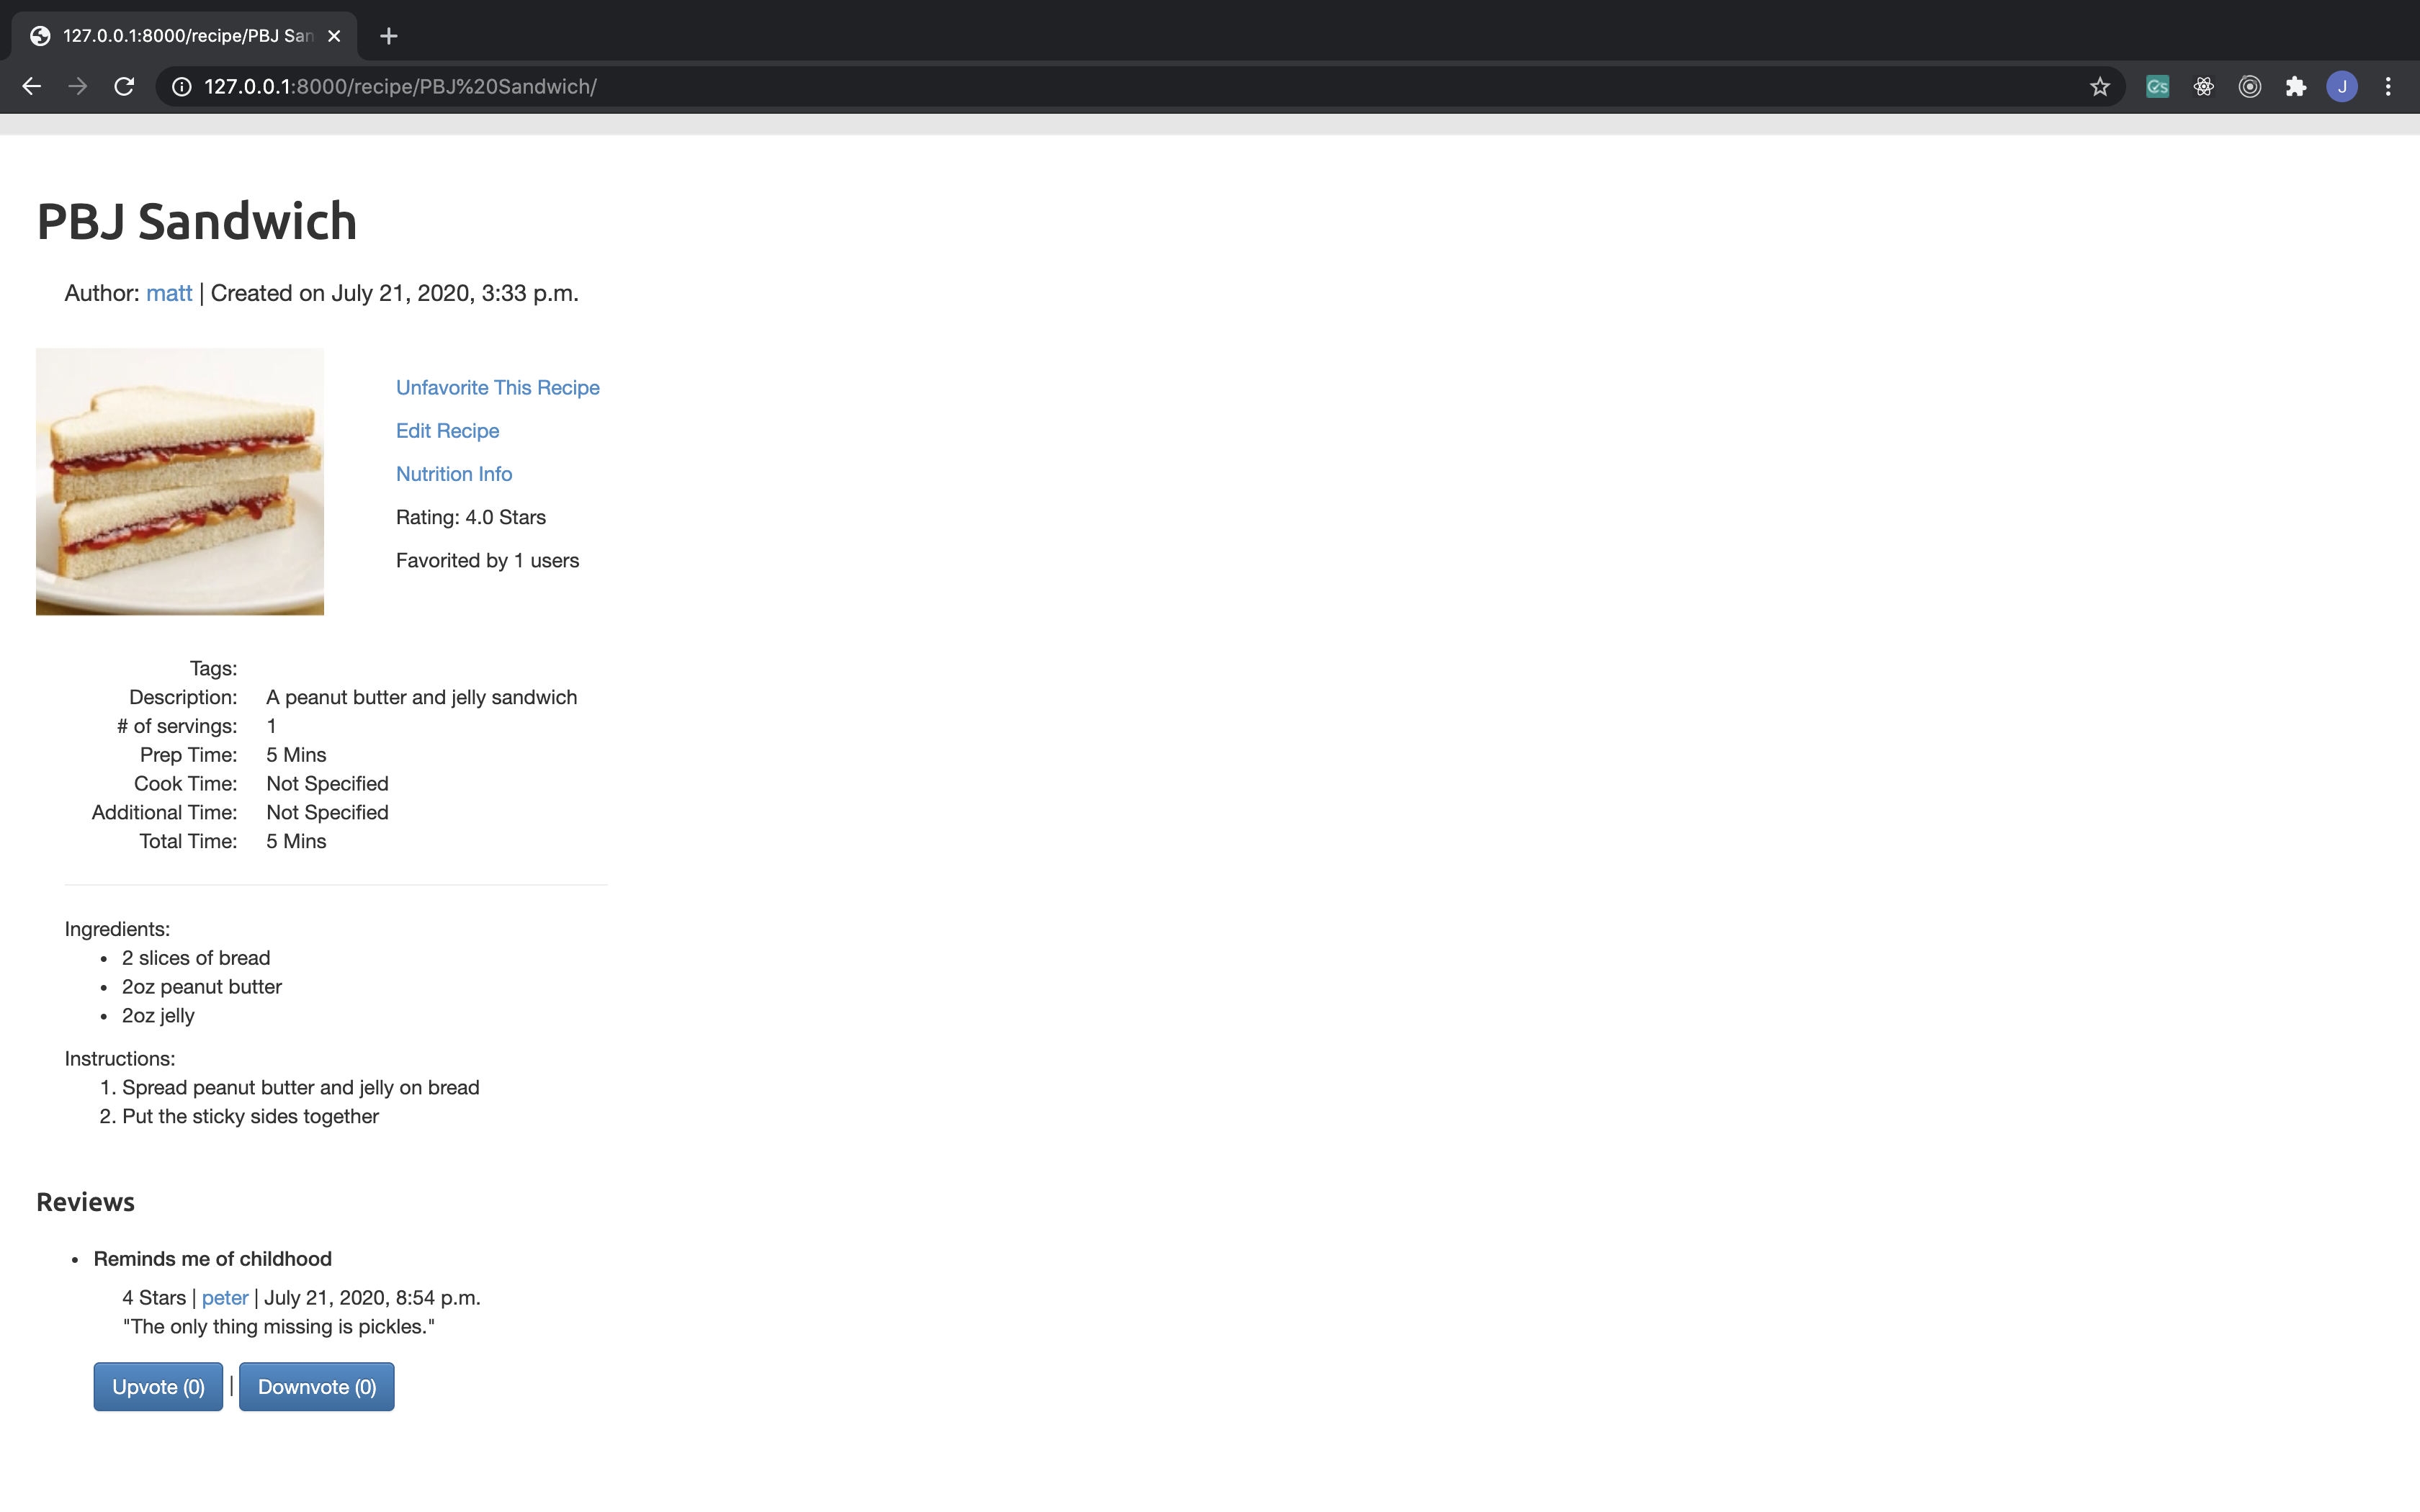 127.0.0.1:8000/recipe/PBJ San
127.0.0.1:8000/recipe/PBJ%20Sandwich/
Gs
J
PBJ Sandwich
Author: matt | Created on July 21, 2020, 3:33 p.m.
Unfavorite This Recipe
Edit Recipe
Nutrition Info
Rating: 4.0 Stars
Favorited by 1 users
Tags:
Description: A peanut butter and jelly sandwich
# of servings: 1
Prep Time: 5 Mins
Cook Time: Not Specified
Additional Time: Not Specified
Total Time: 5 Mins
Ingredients:
• 2 slices of bread
• 2oz peanut butter
• 2oz jelly
Instructions:
1. Spread peanut butter and jelly on bread
2. Put the sticky sides together
Reviews
• Reminds me of childhood
4 Stars | peter | July 21, 2020, 8:54 p.m.
"The only thing missing is pickles."
Upvote (0) | Downvote (0)